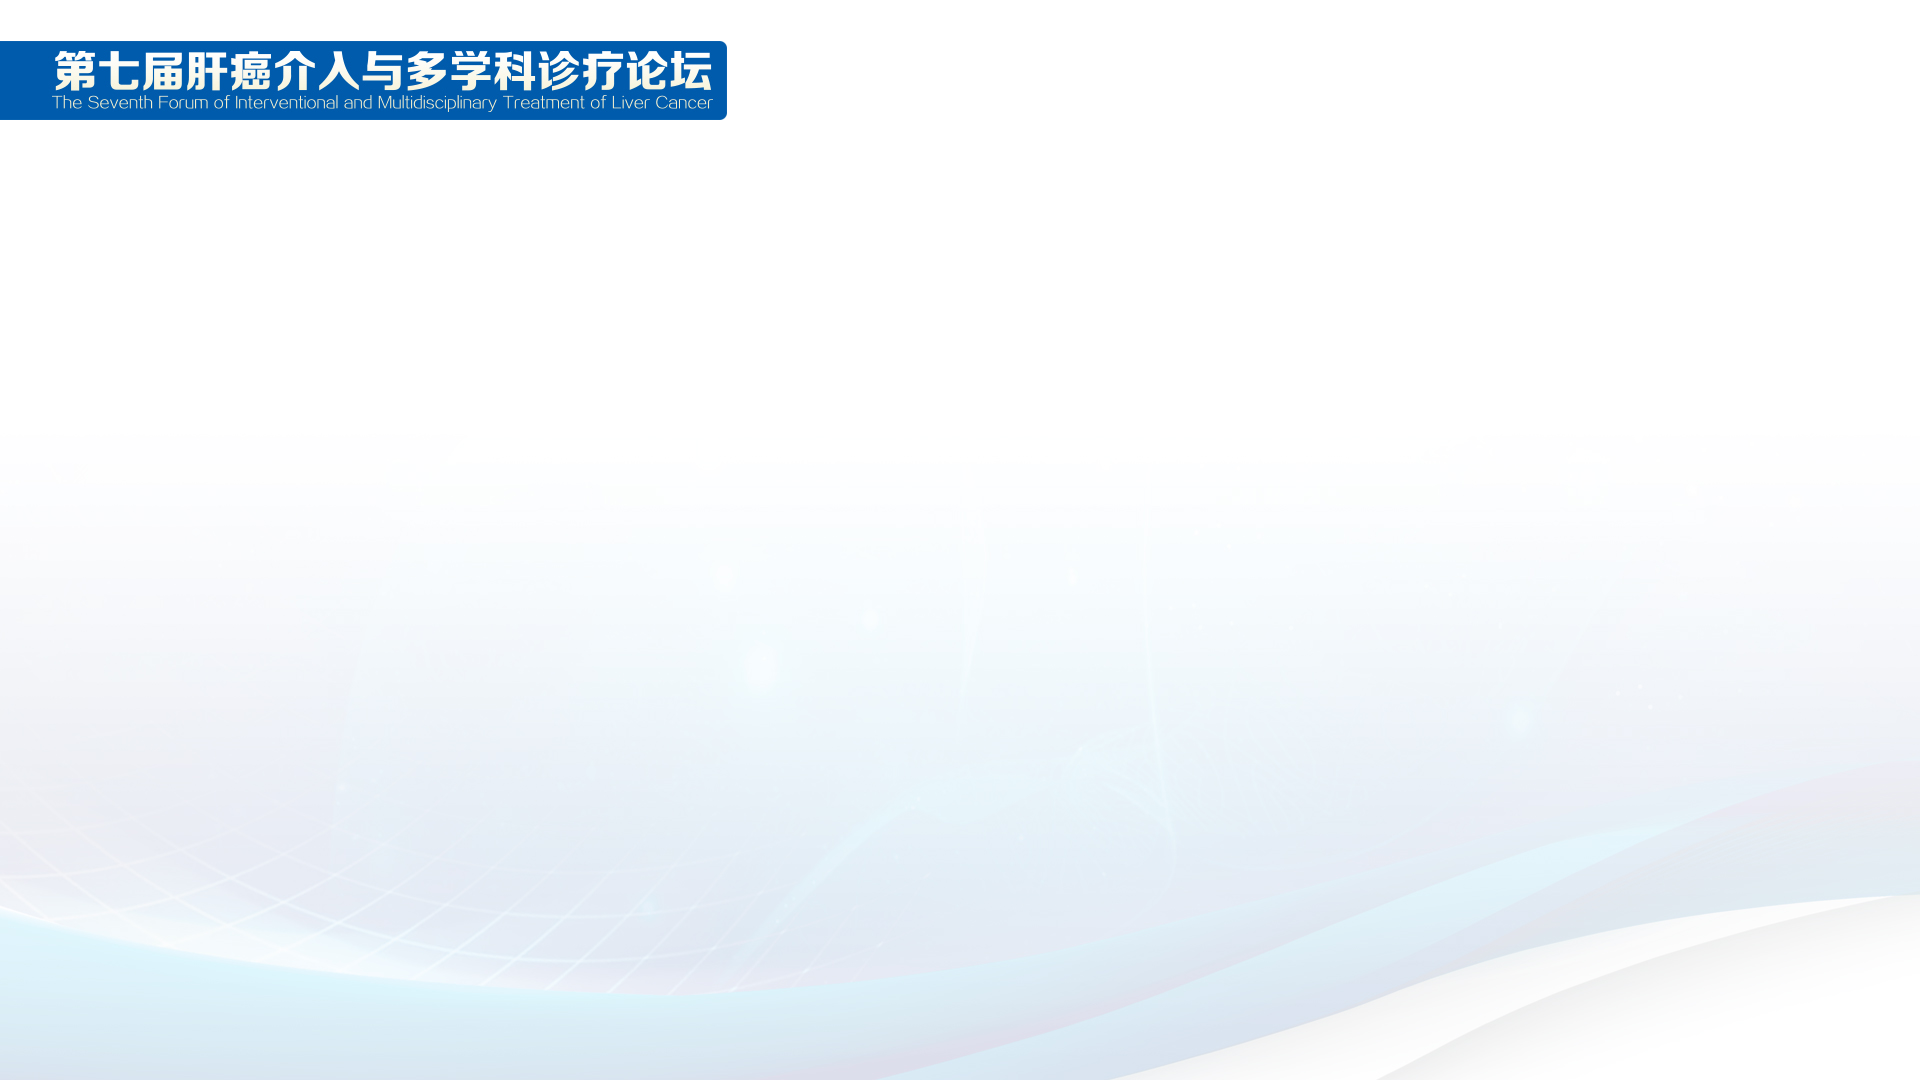 第七届肝癌介入与多学科诊疗论坛
The Seventh Forum of Interventional and Multidisciplinary Treatment of Liver Cancer